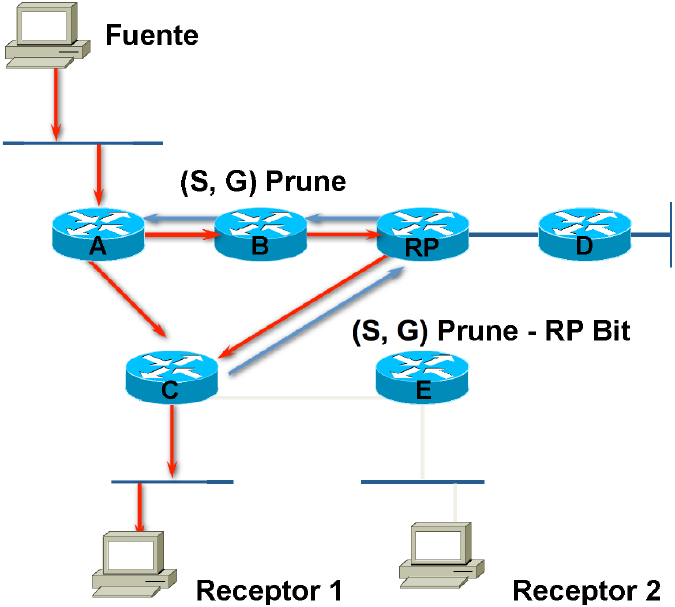 Fuente
(S, G) Prune
A
B
RP
D
(S, G) Prune - RP Bit
C
E
Receptor 1
Receptor 2